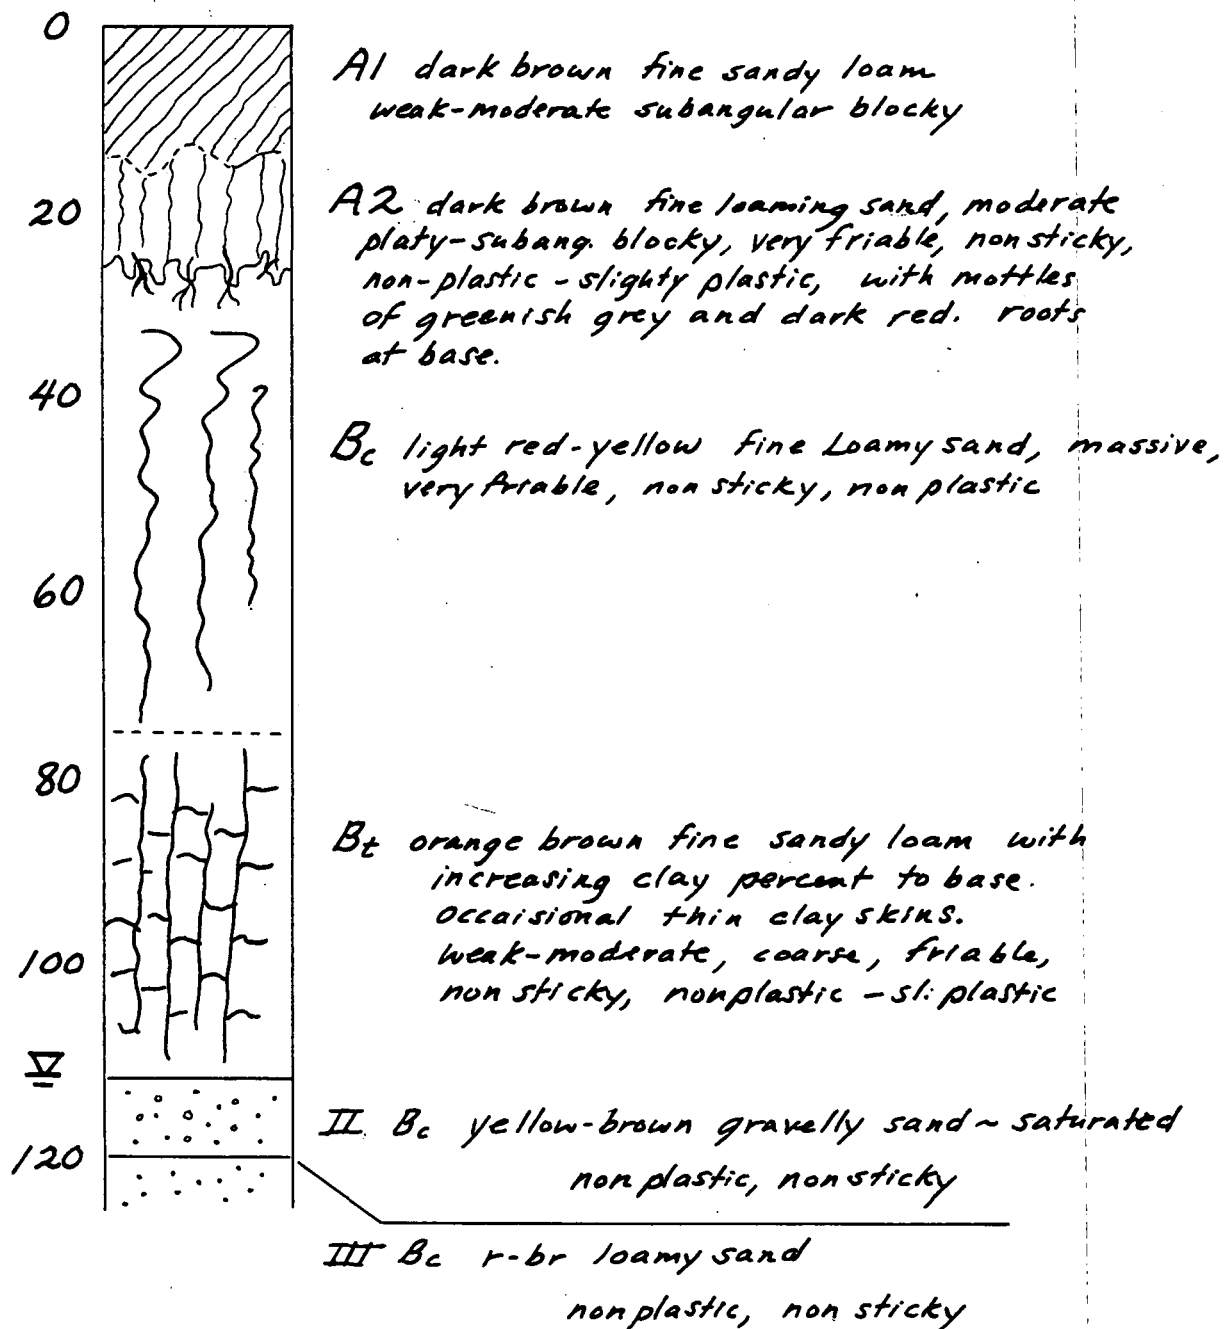 0
A1 dark brown fine sandy loam
weak-moderate subangular blocky
20
A2 dark brown fine loaming sand, moderate
platy-subang. blocky, very friable, non sticky,
non-plastic - slighty plastic, with mottles
of greenish grey and dark red. roots
at base.
40
Bc light red-yellow fine Loamy sand, massive,
very friable, non sticky, non plastic
60
80
Bt orange brown fine sandy loam with
increasing clay percent to base.
Occaisional thin clay skins.
weak-moderate, coarse, friable,
non sticky, nonplastic - sl. plastic
100
II Bc yellow-brown gravelly sand ~ saturated
non plastic, non sticky
120
III Bc r-br loamy sand
non plastic, non sticky